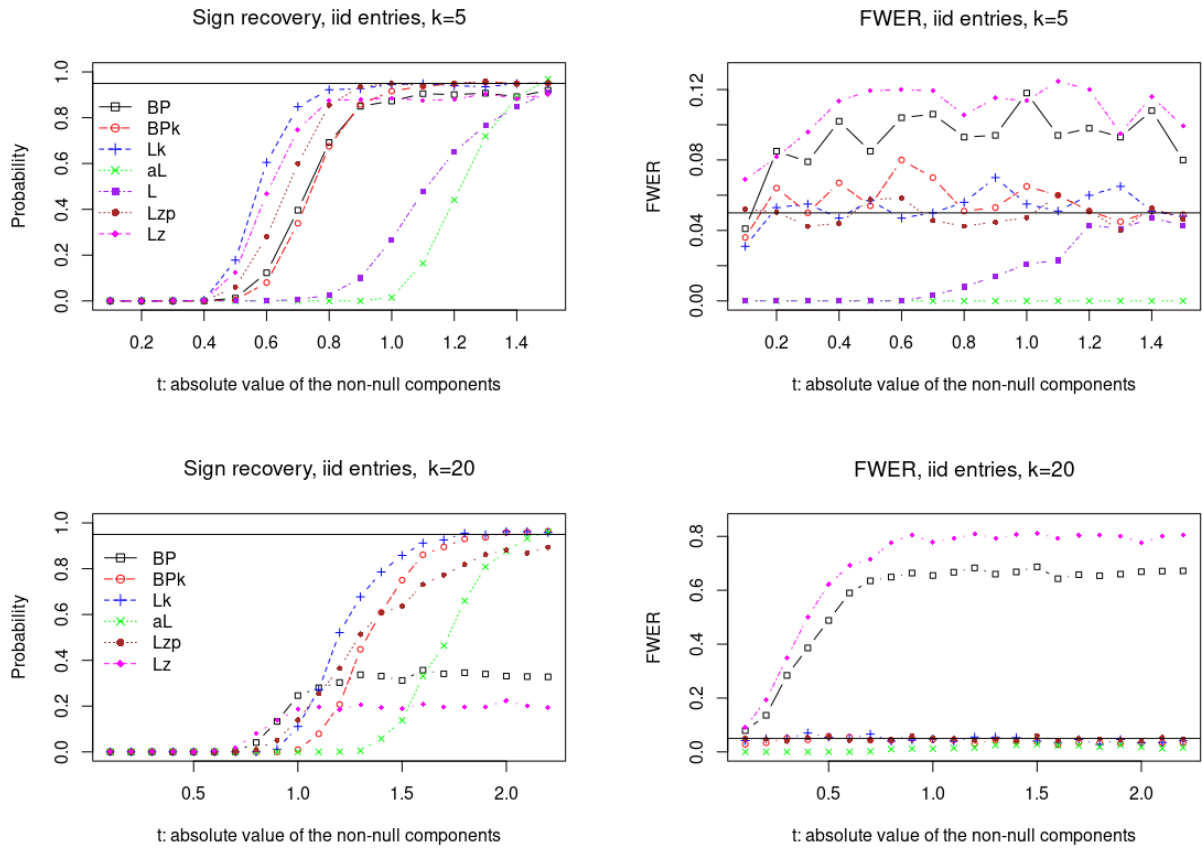 Sign recovery, iid entries, k=5
Probability
1.0
0.8
0.6
0.4
0.2
0.0
BP
BPk
Lk
aL
L
Lzp
Lz
0.2 0.4 0.6 0.8 1.0 1.2 1.4
t: absolute value of the non-null components
FWER, iid entries, k=5
FWER
0.12
0.08
0.04
0.00
0.2 0.4 0.6 0.8 1.0 1.2 1.4
t: absolute value of the non-null components
Sign recovery, iid entries, k=20
Probability
1.0
0.8
0.6
0.4
0.2
0.0
BP
BPk
Lk
aL
Lzp
Lz
0.5 1.0 1.5 2.0
t: absolute value of the non-null components
FWER, iid entries, k=20
FWER
0.8
0.6
0.4
0.2
0.0
0.5 1.0 1.5 2.0
t: absolute value of the non-null components